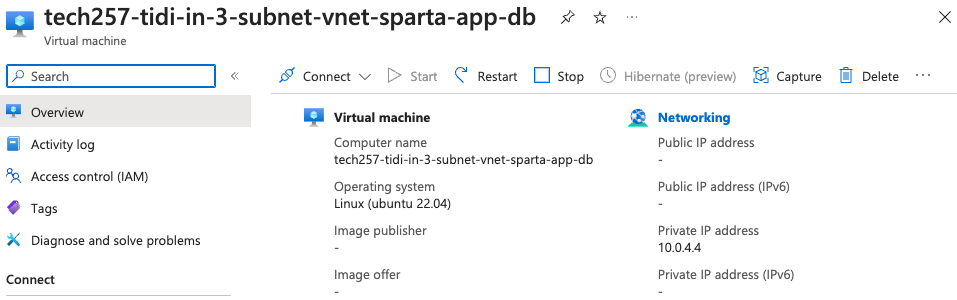 tech257-tidi-in-3-subnet-vnet-sparta-app-db
Virtual machine
Search
Connect
Start
Restart
Stop
Hibernate (preview)
Capture
Delete
Overview
Activity log
Access control (IAM)
Tags
Diagnose and solve problems
Connect
Virtual machine
Computer name
tech257-tidi-in-3-subnet-vnet-sparta-app-db
Operating system
Linux (ubuntu 22.04)
Image publisher
-
Image offer
-
Networking
Public IP address
-
Public IP address (IPv6)
-
Private IP address
10.0.4.4
Private IP address (IPv6)
-